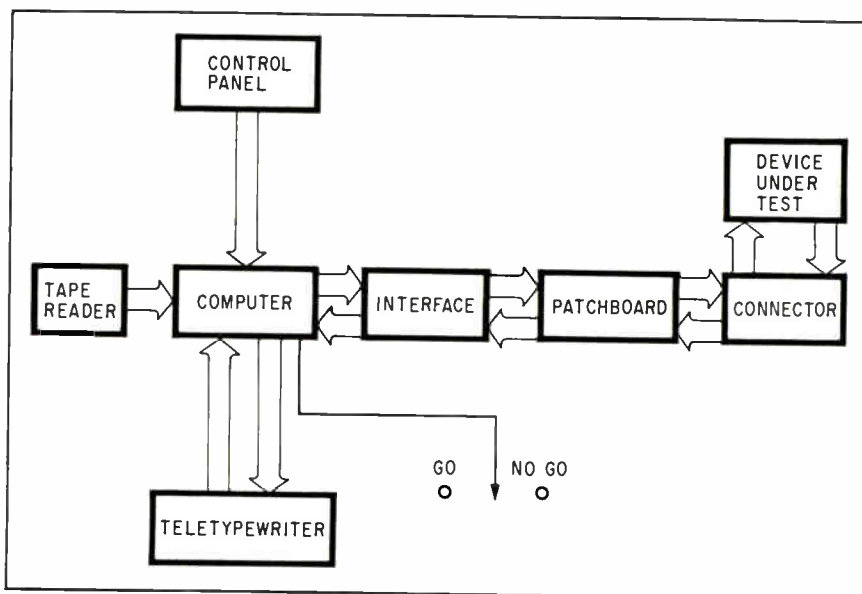 CONTROL
PANEL
DEVICE
UNDER
TEST
TAPE
READER
COMPUTER
INTERFACE
PATCHBOARD
CONNECTOR
GO
NO GO
TELETYPEWRITER